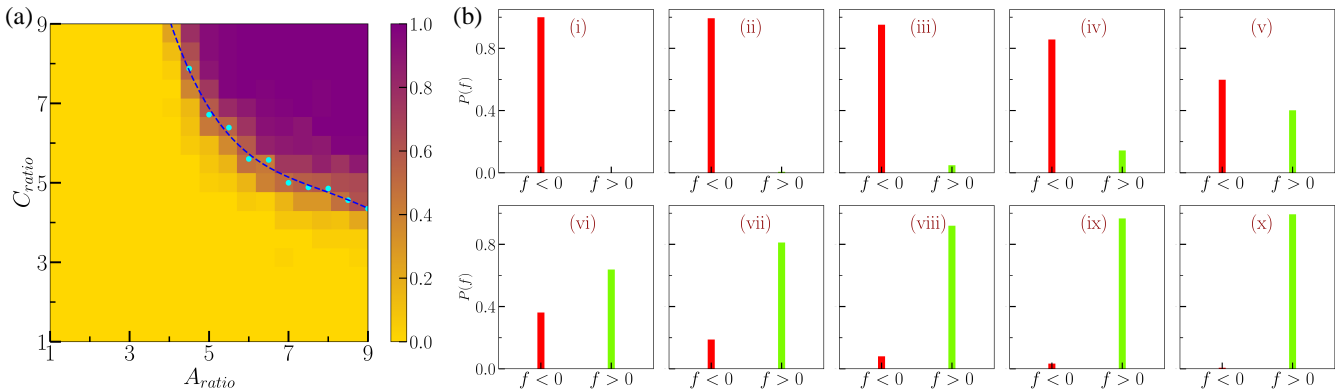 (a)
9
7
5
3
1
C_ratio
1 3 5 7 9
A_ratio
1.0
0.8
0.6
0.4
0.2
0.0
(b)
(i) (ii) (iii) (iv) (v)
0.8
0.4
0.0
P(f)
f < 0 f > 0 f < 0 f > 0 f < 0 f > 0 f < 0 f > 0 f < 0 f > 0
(vi) (vii) (viii) (ix) (x)
0.8
0.4
0.0
P(f)
f < 0 f > 0 f < 0 f > 0 f < 0 f > 0 f < 0 f > 0 f < f > 0